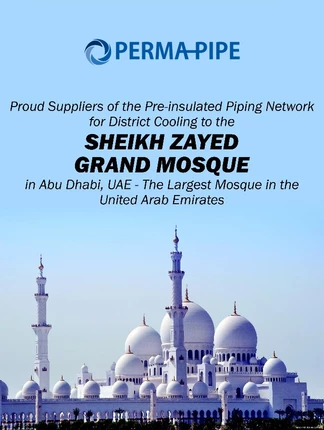 PERMA-PIPE
Proud Suppliers of the Pre-insulated Piping Network
for District Cooling to the
SHEIKH ZAYED
GRAND MOSQUE
in Abu Dhabi, UAE - The Largest Mosque in the
United Arab Emirates